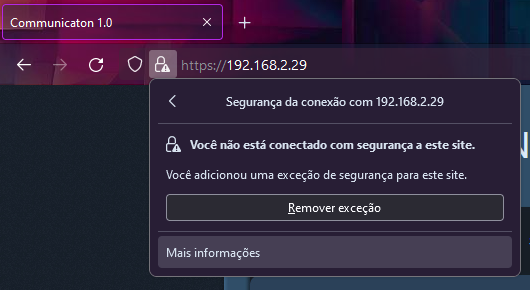 Communicaton 1.0
https://192.168.2.29
Segurança da conexão com 192.168.2.29
Você não está conectado com segurança a este site.
Você adicionou uma exceção de segurança para este site.
Remover exceção
Mais informações
N